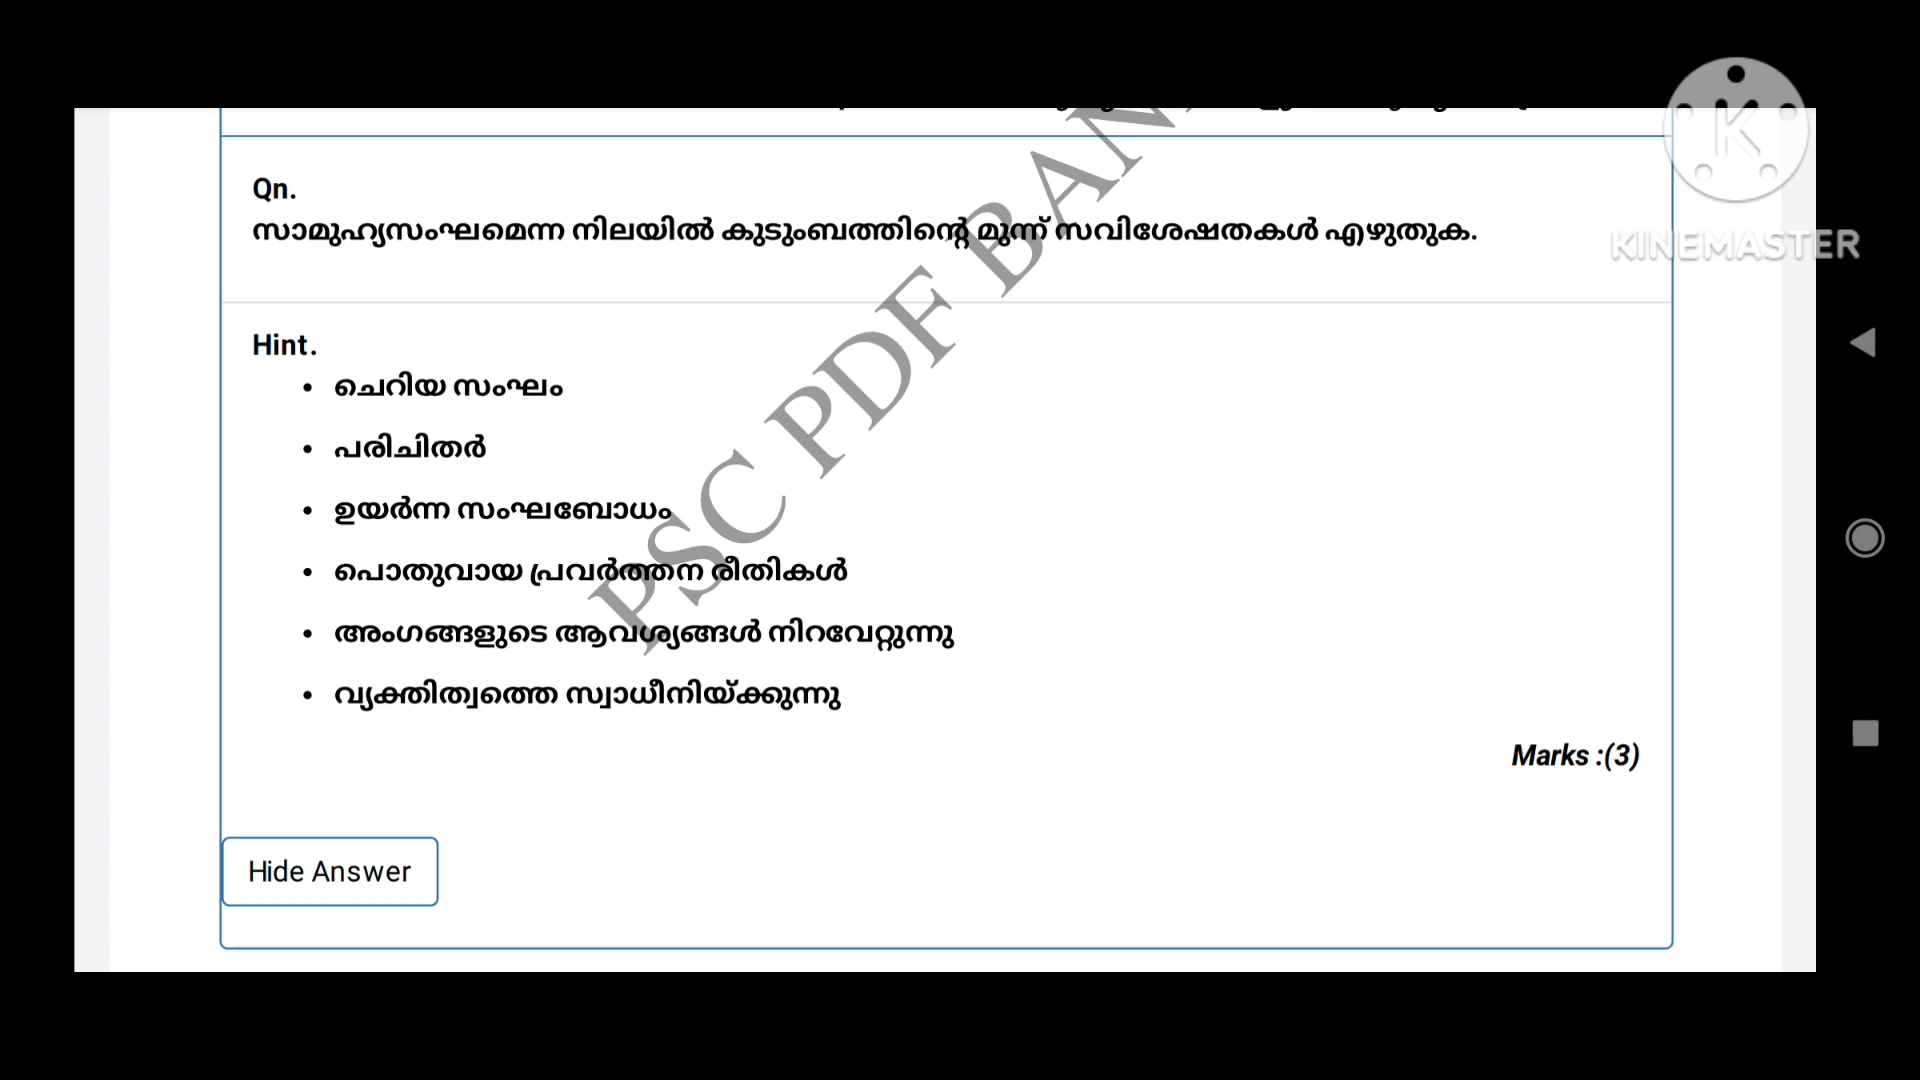 Qn.
സാമുഹ്യസംഘമെന്ന നിലയിൽ കുടുംബത്തിന്റെ മുന്ന് സവിശേഷതകൾ എഴുതുക.
Hint.
• ചെറിയ സംഘം
• പരിചിതർ
• ഉയർന്ന സംഘബോധം
• പൊതുവായ പ്രവർത്തന രീതികൾ
• അംഗങ്ങളുടെ ആവശ്യങ്ങൾ നിറവേറ്റുന്നു
• വ്യക്തിത്വത്തെ സ്വാധീനിയ്ക്കുന്നു
Marks :(3)
Hide Answer
PSC PDF BAN
K
KINEMASTER